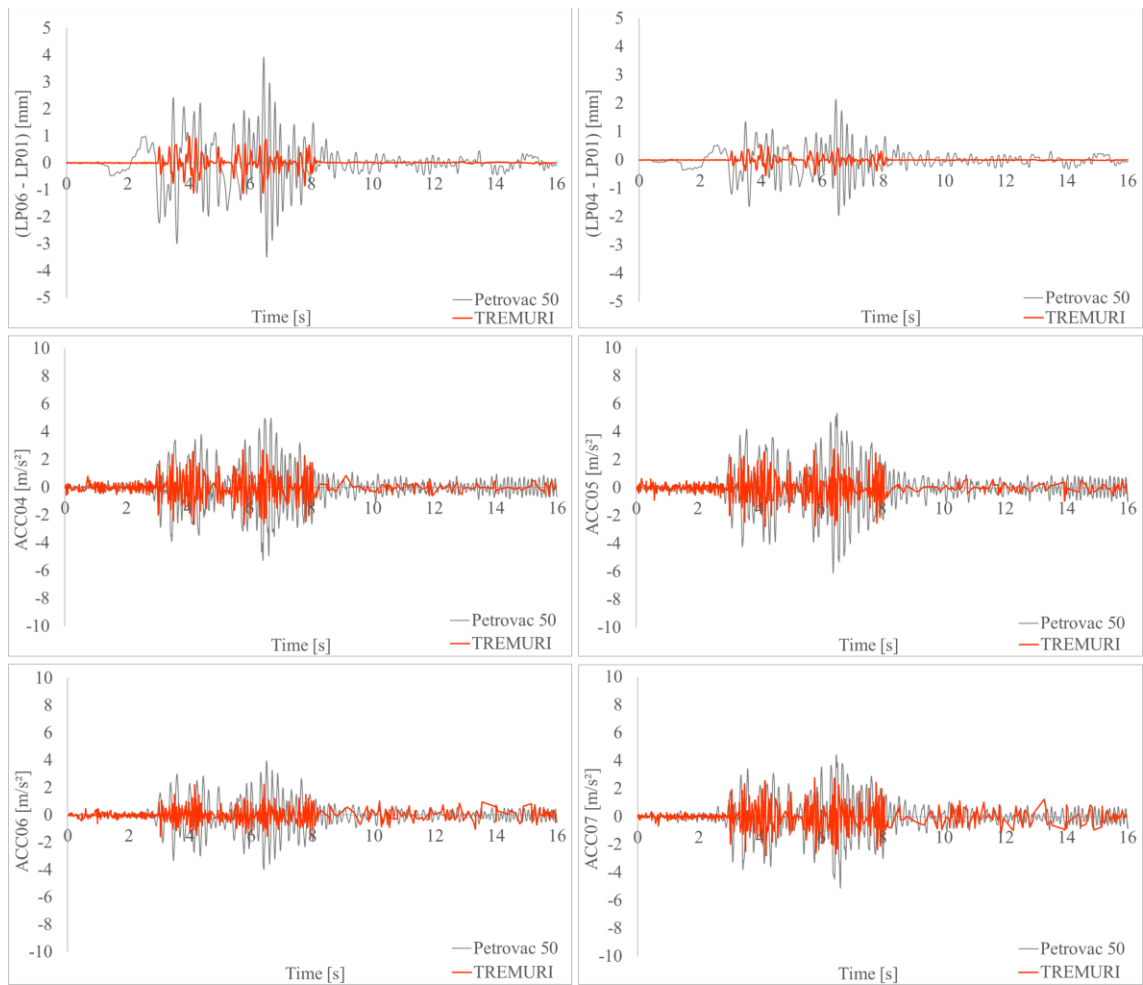 (LP06 - LP01) [mm]
5
4
3
2
1
0
-1
-2
-3
-4
-5
0 2 4 6 8 10 12 14 16
Time [s]
Petrovac 50
TREMURI
(LP04 - LP01) [mm]
5
4
3
2
1
0
-1
-2
-3
-4
-5
0 2 4 6 8 10 12 14 16
Time [s]
Petrovac 50
TREMURI
ACC04 [m/s²]
10
8
6
4
2
0
-2
-4
-6
-8
-10
0 2 4 6 8 10 12 14 16
Time [s]
Petrovac 50
TREMURI
ACC05 [m/s²]
10
8
6
4
2
0
-2
-4
-6
-8
-10
0 2 4 6 8 10 12 14 16
Time [s]
Petrovac 50
TREMURI
ACC06 [m/s²]
10
8
6
4
2
0
-2
-4
-6
-8
-10
0 2 4 6 8 10 12 14 16
Time [s]
Petrovac 50
TREMURI
ACC07 [m/s²]
10
8
6
4
2
0
-2
-4
-6
-8
-10
0 2 4 6 8 10 12 14 16
Time [s]
Petrovac 50
TREMURI